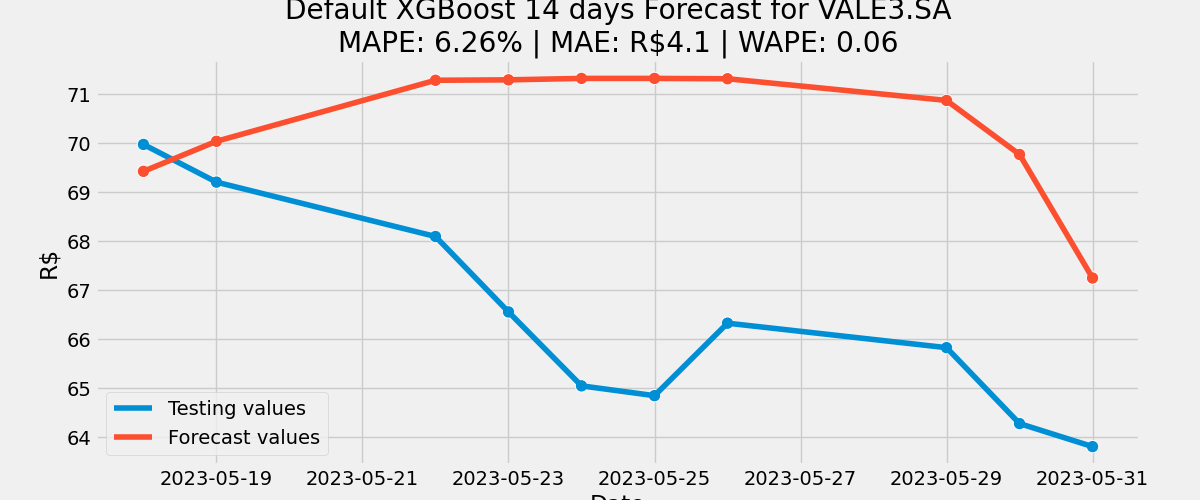 Default XGBoost 14 days Forecast for VALE3.SA
MAPE: 6.26% | MAE: R$4.1 | WAPE: 0.06
71
70
69
68
67
66
65
64
R$
Testing values
Forecast values
2023-05-19 2023-05-21 2023-05-23 2023-05-25 2023-05-27 2023-05-29 2023-05-31
Date